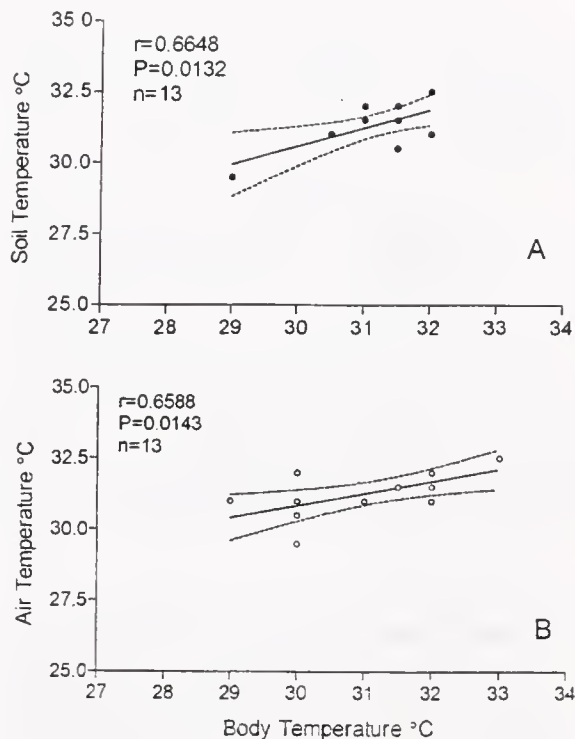 r=0.6648
P=0.0132
n=13
Soil Temperature °C
35.0
32.5
30.0
27.5
25.0
27 28 29 30 31 32 33 34
A
r=0.6588
P=0.0143
n=13
Air Temperature °C
35.0
32.5
30.0
27.5
25.0
27 28 29 30 31 32 33 34
B
Body Temperature °C